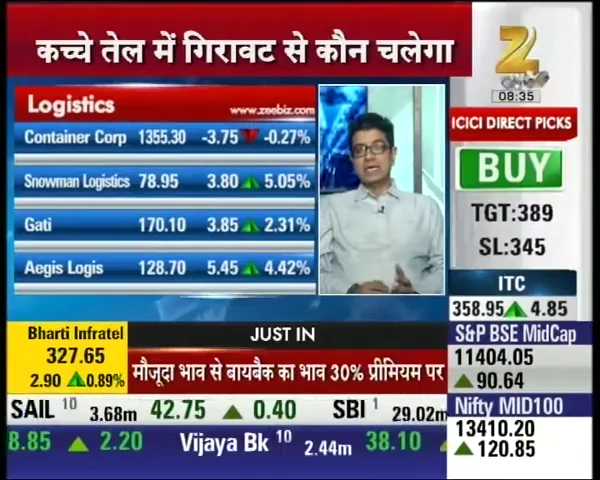 कच्चे तेल में गिरावट से कौन चलेगा
Z
08:35
Logistics
www.zeebiz.com
Container Corp 1355.30 -3.75 -0.27%
Snowman Logistics 78.95 3.80 5.05%
Gati 170.10 3.85 2.31%
Aegis Logis 128.70 5.45 4.42%
ICICI DIRECT PICKS
BUY
TGT:389
SL:345
ITC
358.95 4.85
Bharti Infratel
327.65
2.90 0.89%
JUST IN
मौजूदा भाव से बायबैक का भाव 30% प्रीमियम पर
S&P BSE MidCap
11404.05
90.64
SAIL 10 3.68m 42.75 0.40 SBI 1 29.02m
Nifty MID100
13410.20
120.85
8.85 2.20 Vijaya Bk 10 2.44m 38.10